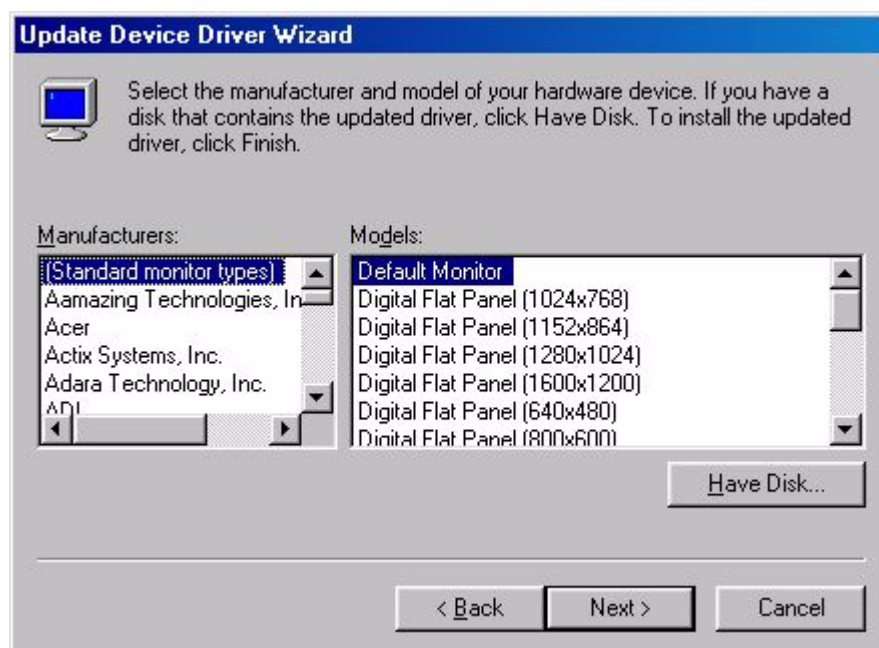 Update Device Driver Wizard
Select the manufacturer and model of your hardware device. If you have a
disk that contains the updated driver, click Have Disk. To install the updated
driver, click Finish.
Manufacturers:
(Standard monitor types)
Aamazing Technologies, In
Acer
Actix Systems, Inc.
Adara Technology, Inc.
ADI
Models:
Default Monitor
Digital Flat Panel (1024x768)
Digital Flat Panel (1152x864)
Digital Flat Panel (1280x1024)
Digital Flat Panel (1600x1200)
Digital Flat Panel (640x480)
Digital Flat Panel (800x600)
Have Disk...
< Back Next > Cancel